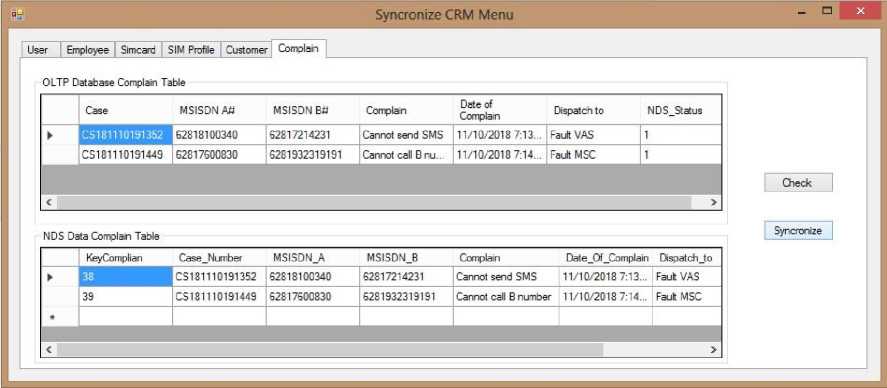 Syncronize CRM Menu
User Employee Simcard SIM Profile Customer Complain
OLTP Database Complain Table
Case MSISDN A# MSISDN B# Complain Date of Complain Dispatch to NDS_Status
CS181110191352 62818100340 62817214231 Cannot send SMS 11/10/2018 7:13... Fault VAS 1
CS181110191449 62817600830 6281932319191 Cannot call B nu... 11/10/2018 7:14... Fault MSC 1
Check
Syncronize
NDS Data Complain Table
KeyComplian Case_Number MSISDN_A MSISDN_B Complain Date_Of_Complain Dispatch_to
38 CS181110191352 62818100340 62817214231 Cannot send SMS 11/10/2018 7:13... Fault VAS
39 CS181110191449 62817600830 6281932319191 Cannot call B number 11/10/2018 7:14... Fault MSC